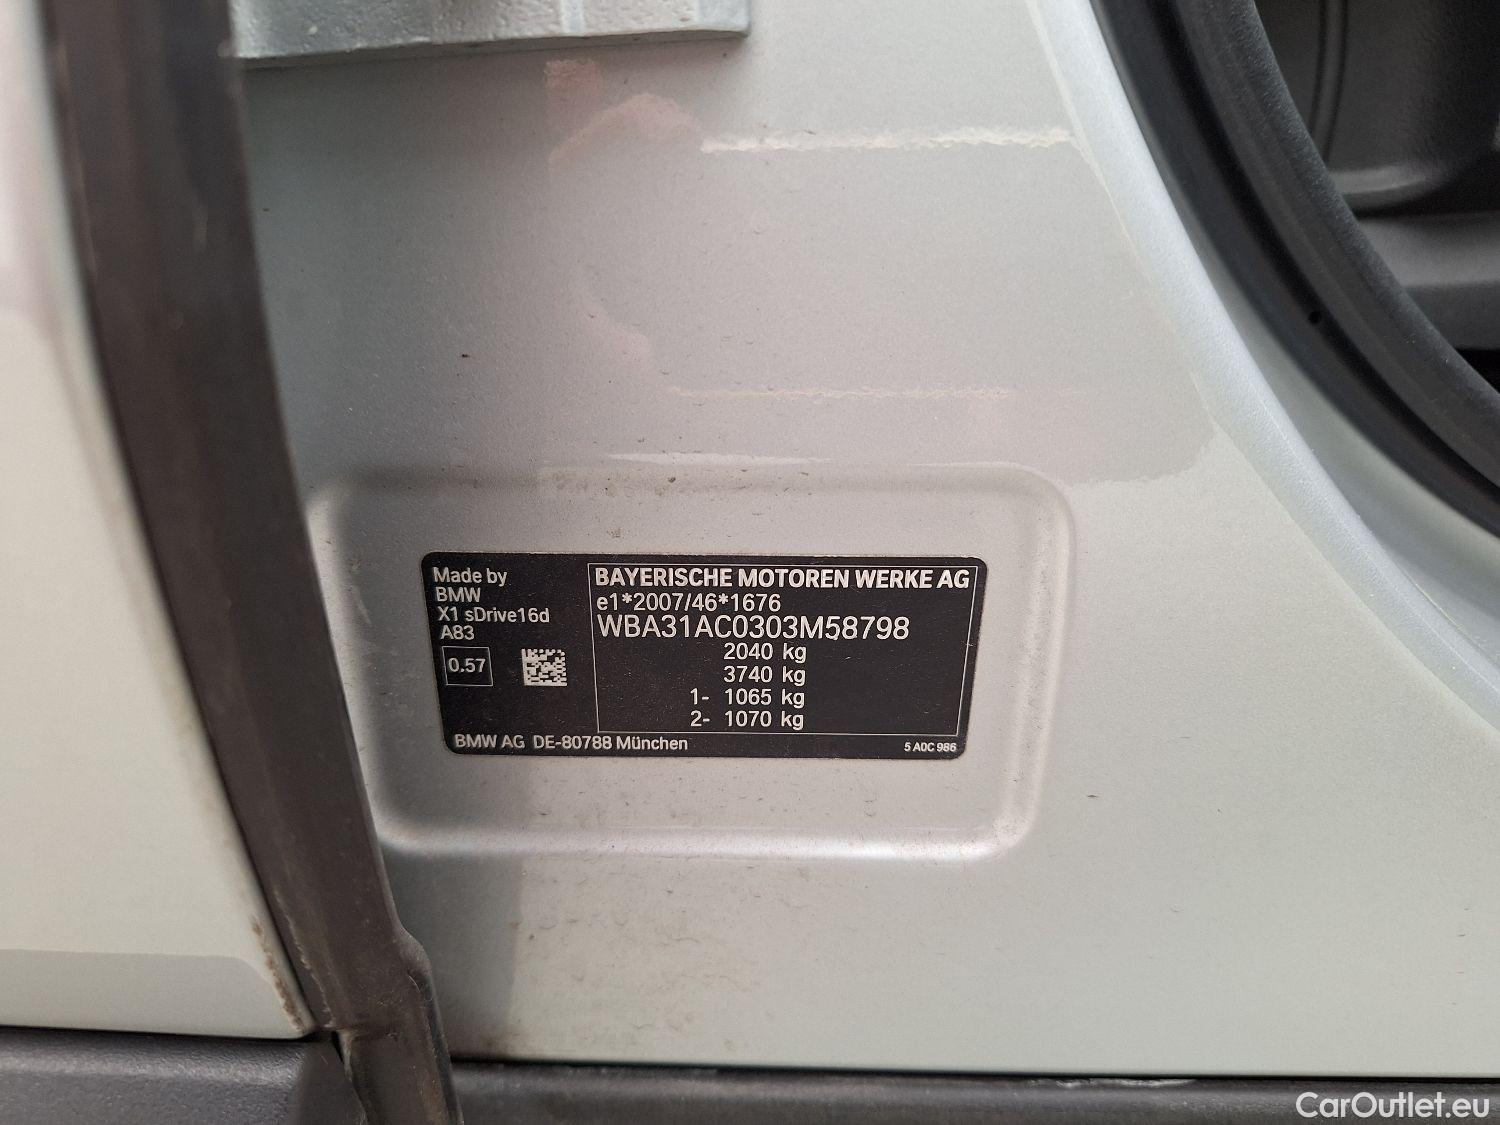 Made by
BMW
X1 sDrive16d
A83
0.57
BAYERISCHE MOTOREN WERKE AG
e1*2007/46*1676
WBA31AC0303M58798
2040 kg
3740 kg
1- 1065 kg
2- 1070 kg
BMW AG DE-80788 München
5 A0C 986
CarOutlet.eu